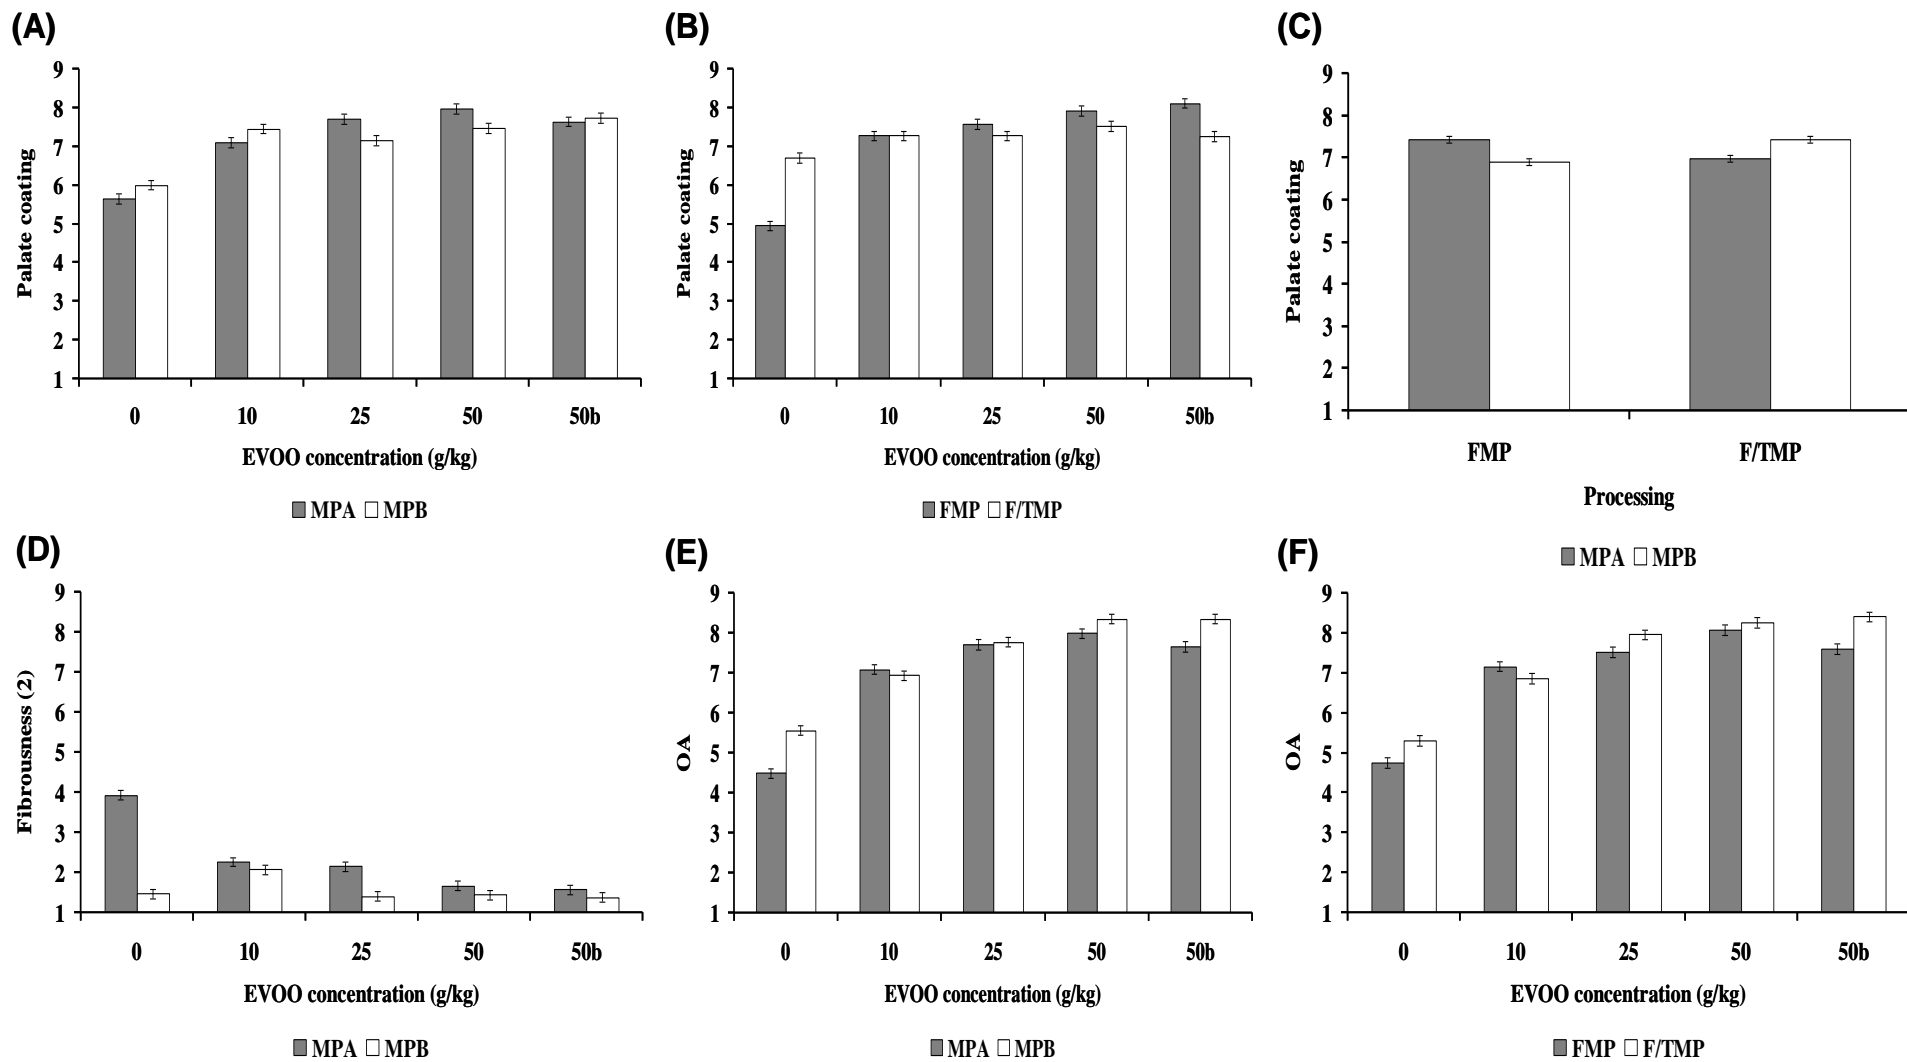 (A)
9
8
7
6
5
4
3
2
1
Palate coating
0 10 25 50 50b
EVOO concentration (g/kg)
MPA MPB
(B)
9
8
7
6
5
4
3
2
1
Palate coating
0 10 25 50 50b
EVOO concentration (g/kg)
FMP F/TMP
(C)
9
8
7
6
5
4
3
2
1
Palate coating
FMP F/TMP
Processing
MPA MPB
(D)
9
8
7
6
5
4
3
2
1
Fibrousness (2)
0 10 25 50 50b
EVOO concentration (g/kg)
MPA MPB
(E)
9
8
7
6
5
4
3
2
1
OA
0 10 25 50 50b
EVOO concentration (g/kg)
MPA MPB
(F)
9
8
7
6
5
4
3
2
1
OA
0 10 25 50 50b
EVOO concentration (g/kg)
FMP F/TMP